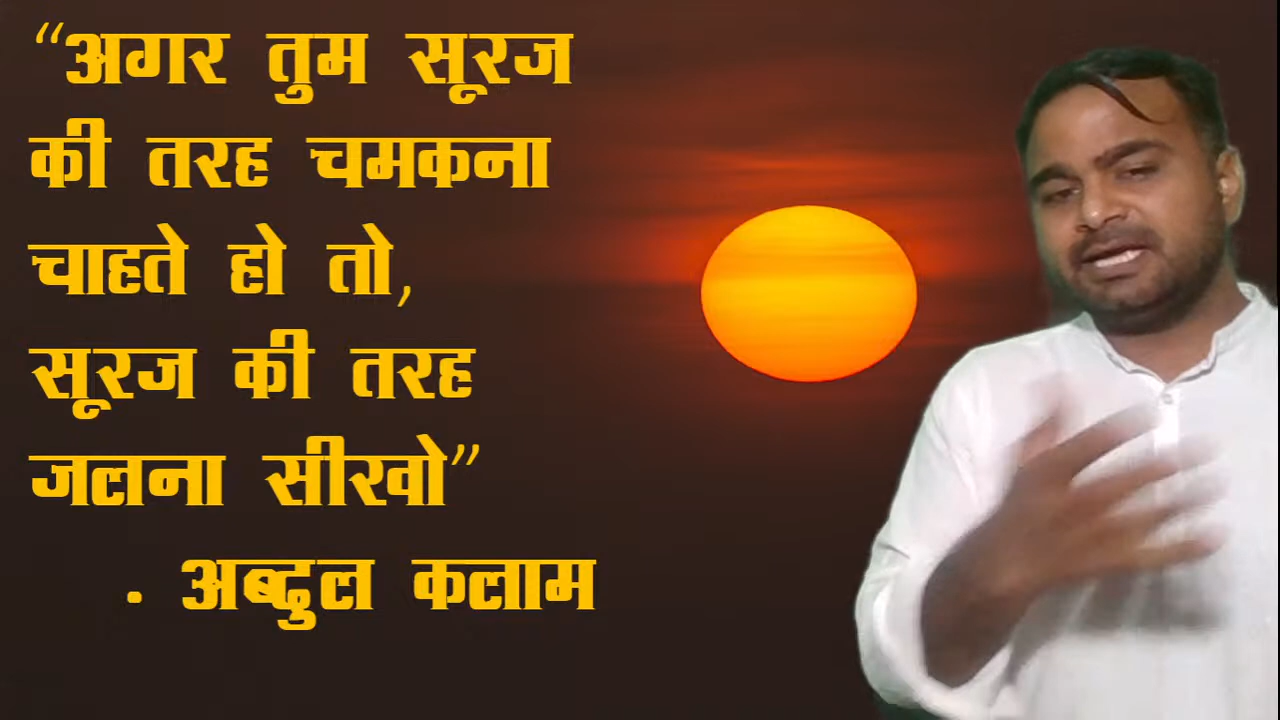 “अगर तुम सूरज
की तरह चमकना
चाहते हो तो,
सूरज की तरह
जलना सीखो”
. अब्दुल कलाम